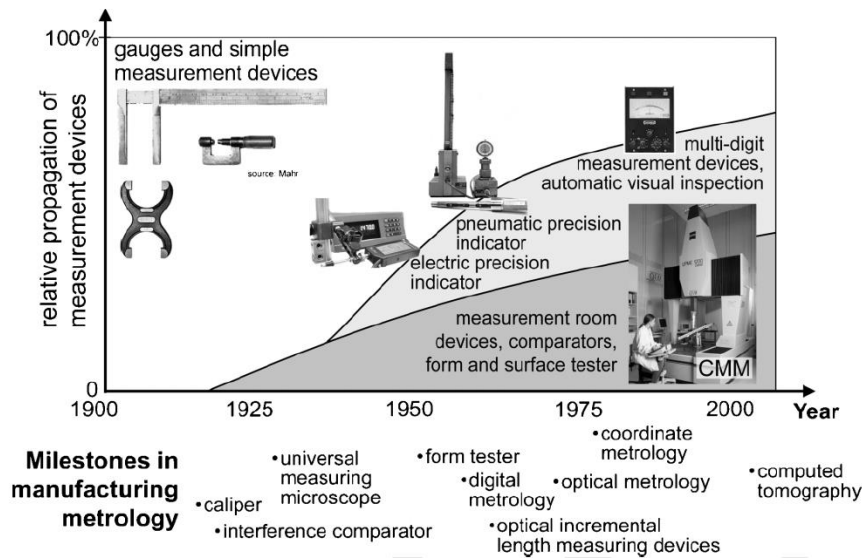 100%
gauges and simple
measurement devices
source: Mahr
relative propagation of
measurement devices
multi-digit
measurement devices,
automatic visual inspection
pneumatic precision
indicator
electric precision
indicator
measurement room
devices, comparators,
form and surface tester
CMM
0
1900
1925
1950
1975
2000
Year
Milestones in
manufacturing
metrology
•caliper
•interference comparator
•universal
measuring
microscope
•form tester
•digital
metrology
•optical incremental
length measuring devices
•optical metrology
•coordinate
metrology
•computed
tomography